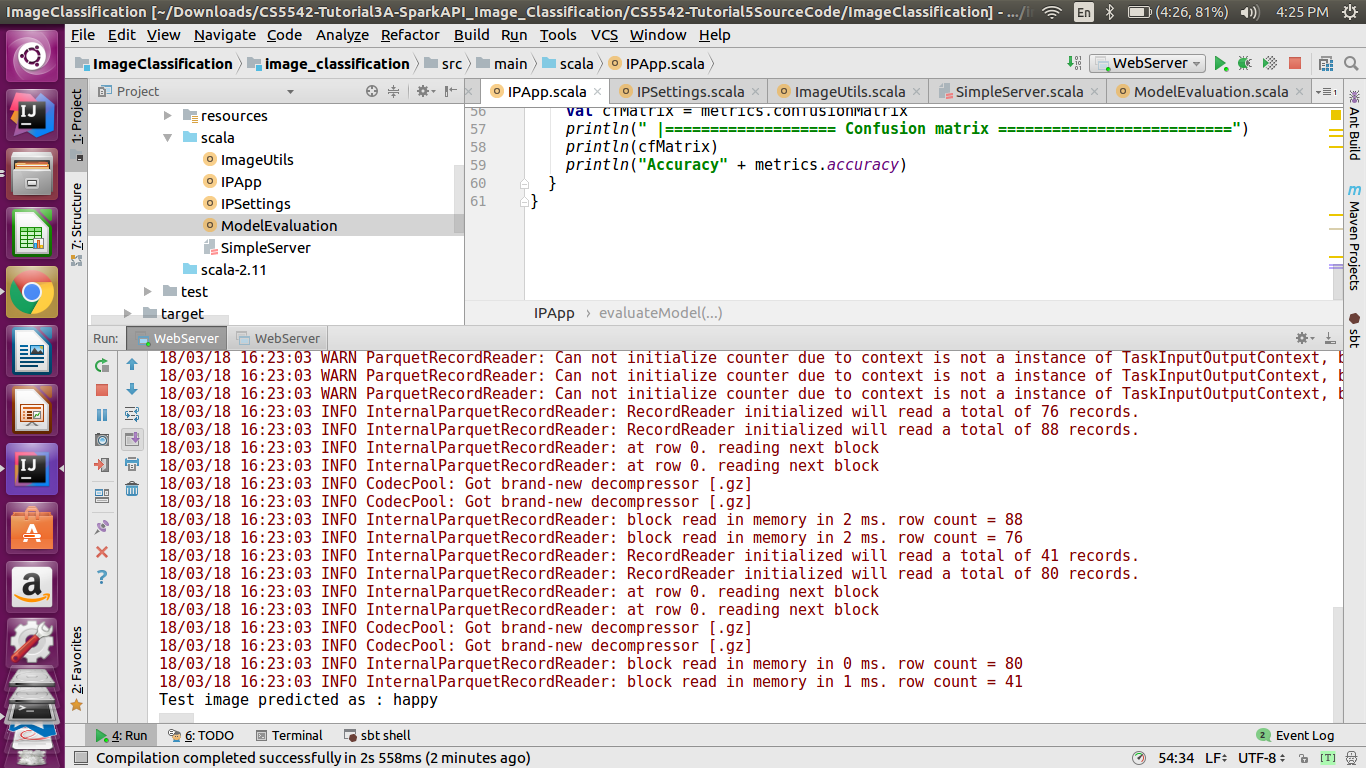 ImageClassification [~/Downloads/CS5542-Tutorial3A-SparkAPI_Image_Classification/CS5542-Tutorial5SourceCode/ImageClassification] - .../i
En
(4:26, 81%)
4:25 PM
File Edit View Navigate Code Analyze Refactor Build Run Tools VCS Window Help
ImageClassification image_classification src main scala IPApp.scala
WebServer
Project
IPApp.scala IPSettings.scala ImageUtils.scala SimpleServer.scala ModelEvaluation.scala
1: Project
7: Structure
2: Favorites
Ant Build
Maven Projects
sbt
resources
scala
ImageUtils
IPApp
IPSettings
ModelEvaluation
SimpleServer
scala-2.11
test
target
56 val cfMatrix = metrics.confusionMatrix
57 println(" |=================== Confusion matrix ==========================")
58 println(cfMatrix)
59 println("Accuracy" + metrics.accuracy)
60 }
61 }
IPApp › evaluateModel(...)
Run: WebServer WebServer
18/03/18 16:23:03 WARN ParquetRecordReader: Can not initialize counter due to context is not a instance of TaskInputOutputContext, b
18/03/18 16:23:03 WARN ParquetRecordReader: Can not initialize counter due to context is not a instance of TaskInputOutputContext, b
18/03/18 16:23:03 WARN ParquetRecordReader: Can not initialize counter due to context is not a instance of TaskInputOutputContext, b
18/03/18 16:23:03 INFO InternalParquetRecordReader: RecordReader initialized will read a total of 76 records.
18/03/18 16:23:03 INFO InternalParquetRecordReader: RecordReader initialized will read a total of 88 records.
18/03/18 16:23:03 INFO InternalParquetRecordReader: at row 0. reading next block
18/03/18 16:23:03 INFO InternalParquetRecordReader: at row 0. reading next block
18/03/18 16:23:03 INFO CodecPool: Got brand-new decompressor [.gz]
18/03/18 16:23:03 INFO CodecPool: Got brand-new decompressor [.gz]
18/03/18 16:23:03 INFO InternalParquetRecordReader: block read in memory in 2 ms. row count = 88
18/03/18 16:23:03 INFO InternalParquetRecordReader: block read in memory in 2 ms. row count = 76
18/03/18 16:23:03 INFO InternalParquetRecordReader: RecordReader initialized will read a total of 41 records.
18/03/18 16:23:03 INFO InternalParquetRecordReader: RecordReader initialized will read a total of 80 records.
18/03/18 16:23:03 INFO InternalParquetRecordReader: at row 0. reading next block
18/03/18 16:23:03 INFO InternalParquetRecordReader: at row 0. reading next block
18/03/18 16:23:03 INFO CodecPool: Got brand-new decompressor [.gz]
18/03/18 16:23:03 INFO CodecPool: Got brand-new decompressor [.gz]
18/03/18 16:23:03 INFO InternalParquetRecordReader: block read in memory in 0 ms. row count = 80
18/03/18 16:23:03 INFO InternalParquetRecordReader: block read in memory in 1 ms. row count = 41
Test image predicted as : happy
4: Run 6: TODO Terminal sbt shell
2 Event Log
Compilation completed successfully in 2s 558ms (2 minutes ago)
54:34 LF UTF-8 [T]